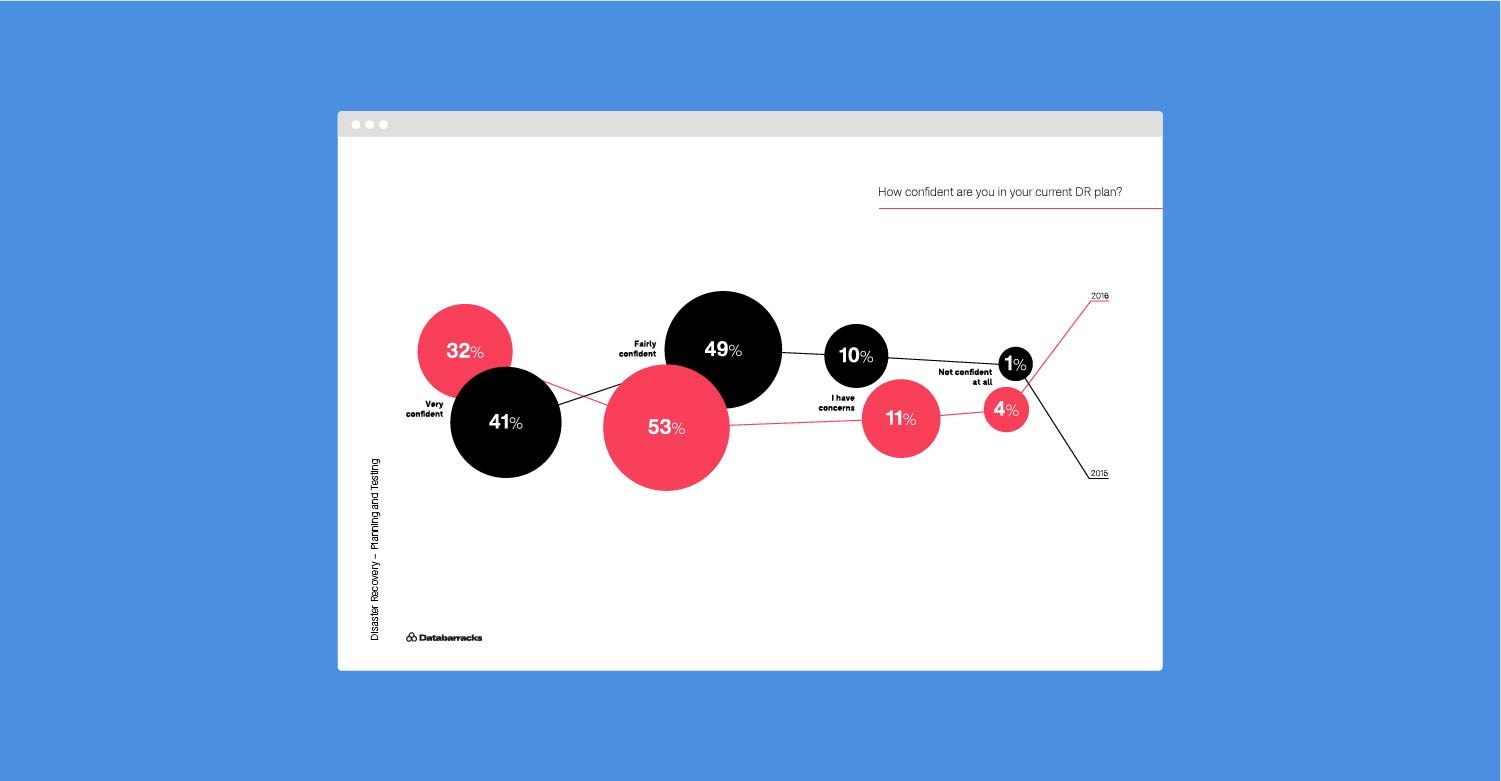 How confident are you in your current DR plan?
2016
32%
Fairly
confident
49%
10%
1%
Not confident
at all
Very
confident
41%
53%
I have
concerns
11%
4%
2015
Disaster Recovery – Planning and Testing
Databarracks